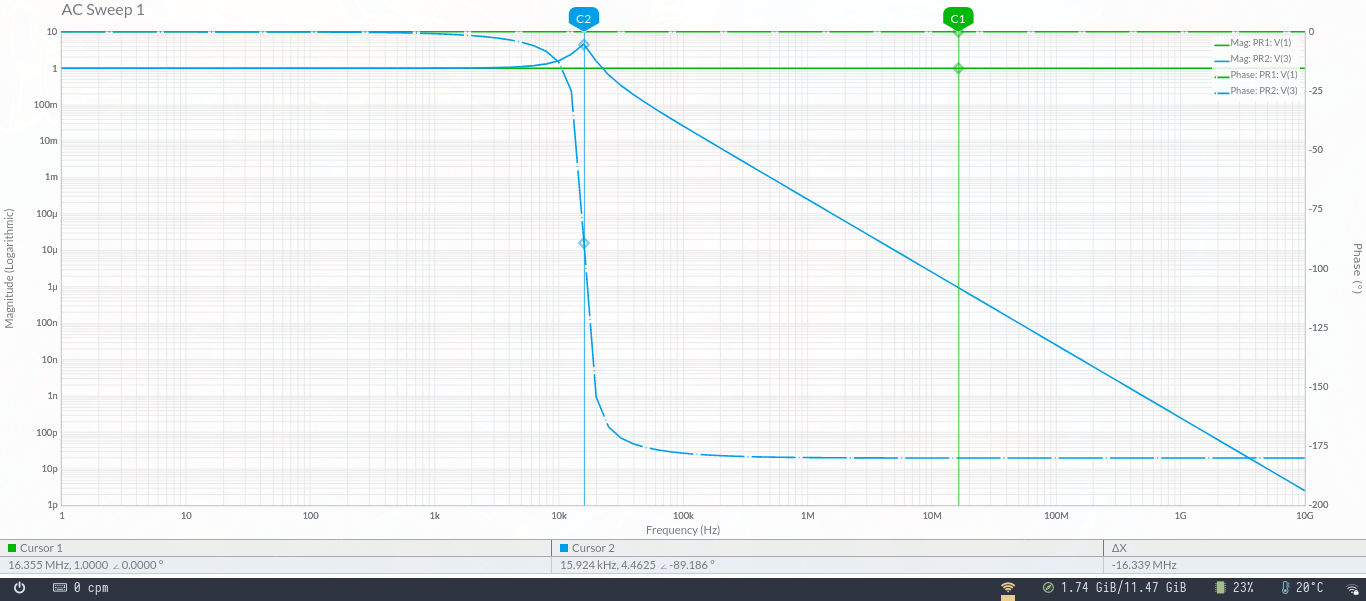 AC Sweep 1
C2
C1
10
1
100m
10m
1m
100µ
10µ
1µ
100n
10n
1n
100p
10p
1p
Magnitude (Logarithmic)
0
-25
-50
-75
-100
-125
-150
-175
-200
Phase (°)
Mag: PR1: V(1)
Mag: PR2: V(3)
Phase: PR1: V(1)
Phase: PR2: V(3)
1 10 100 1k 10k 100k 1M 10M 100M 1G 10G
Frequency (Hz)
Cursor 1 Cursor 2 ΔX
16.355 MHz, 1.0000 ∠ 0.0000 ° 15.924 kHz, 4.4625 ∠ -89.186 ° -16.339 MHz
0 cpm 1.74 GiB/11.47 GiB 23% 20°C